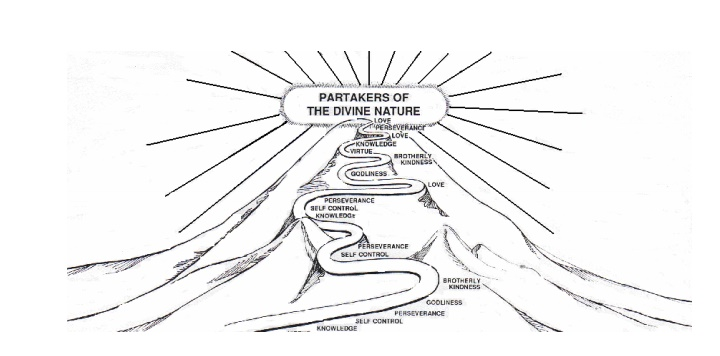 PARTAKERS OF
THE DIVINE NATURE
LOVE
PERSEVERANCE
LOVE
KNOWLEDGE
VIRTUE
BROTHERLY
KINDNESS
GODLINESS
LOVE
PERSEVERANCE
SELF CONTROL
KNOWLEDGE
PERSEVERANCE
SELF CONTROL
BROTHERLY
KINDNESS
GODLINESS
PERSEVERANCE
SELF CONTROL
KNOWLEDGE